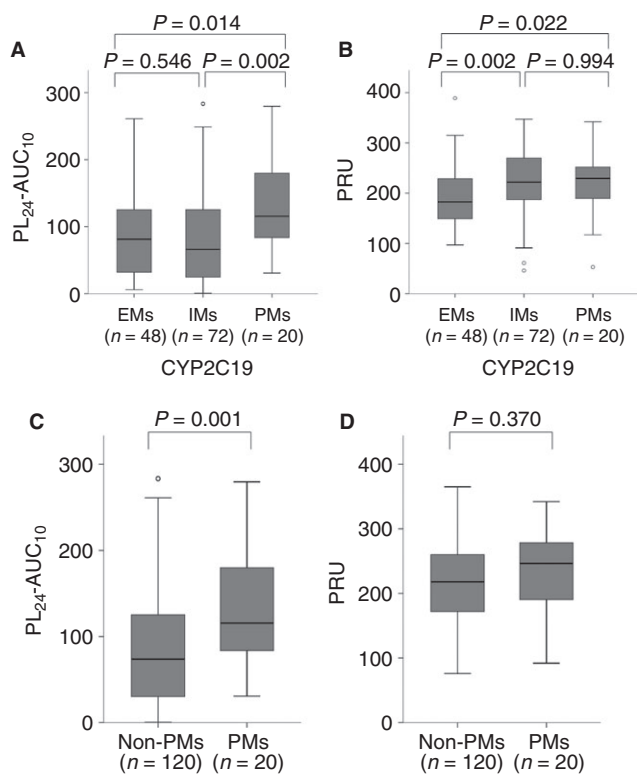 A
P = 0.014
P = 0.546 P = 0.002
PL24-AUC10
300
200
100
0
EMs IMs PMs
(n = 48) (n = 72) (n = 20)
CYP2C19
B
P = 0.022
P = 0.002 P = 0.994
PRU
400
300
200
100
0
EMs IMs PMs
(n = 48) (n = 72) (n = 20)
CYP2C19
C
P = 0.001
PL24-AUC10
300
200
100
0
Non-PMs PMs
(n = 120) (n = 20)
D
P = 0.370
PRU
400
300
200
100
0
Non-PMs PMs
(n = 120) (n = 20)